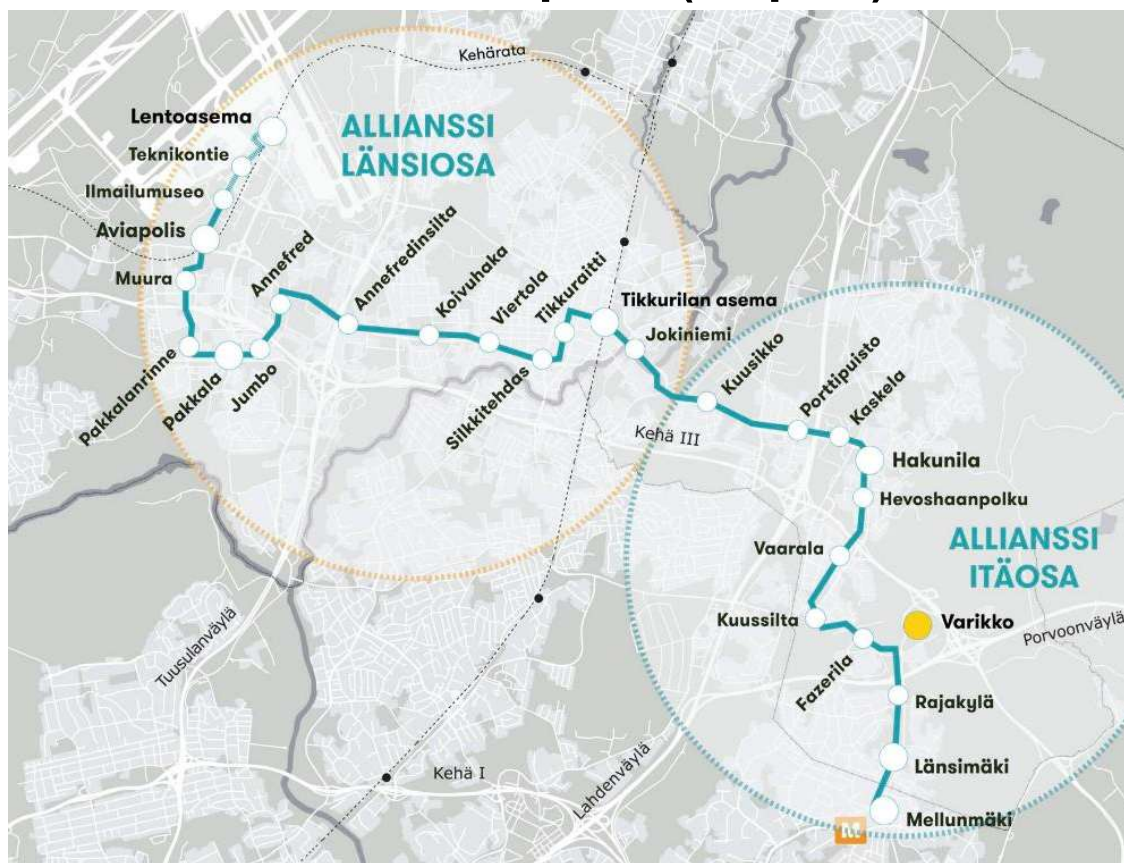 Kehärata
Lentoasema
ALLIANSSI
LÄNSIOSA
Teknikontie
Ilmailumuseo
Aviapolis
Muura
Annefred
Annefredinsilta
Koivuhaka
Viertola
Tikkuraitti
Tikkurilan asema
Jokiniemi
Pakkalanrinne
Pakkala
Jumbo
Silkkitehdas
Kuusikko
Porttipuisto
Kaskela
Kehä III
Hakunila
Hevoshaanpolku
Vaarala
ALLIANSSI
ITÄOSA
Kuussilta
Varikko
Porvoonväylä
Tuusulanväylä
Fazerila
Rajakylä
Länsimäki
Kehä I
Lahdenväylä
Mellunmäki
M